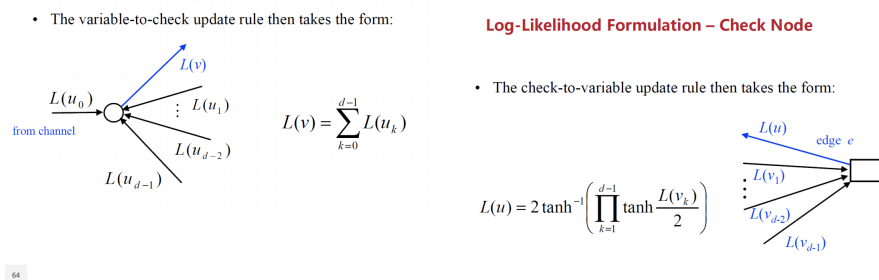 • The variable-to-check update rule then takes the form:
L(v)
L(u₀)
from channel
⋮ L(u₁)
L(u_{d−2})
L(u_{d−1})
L(v) = ∑_{k=0}^{d−1} L(u_k)
64
Log-Likelihood Formulation – Check Node
• The check-to-variable update rule then takes the form:
L(u)
edge e
L(v₁)
⋮
L(v_{d-2})
L(v_{d-1})
L(u) = 2 tanh⁻¹(∏_{k=1}^{d−1} tanh L(v_k)/2)